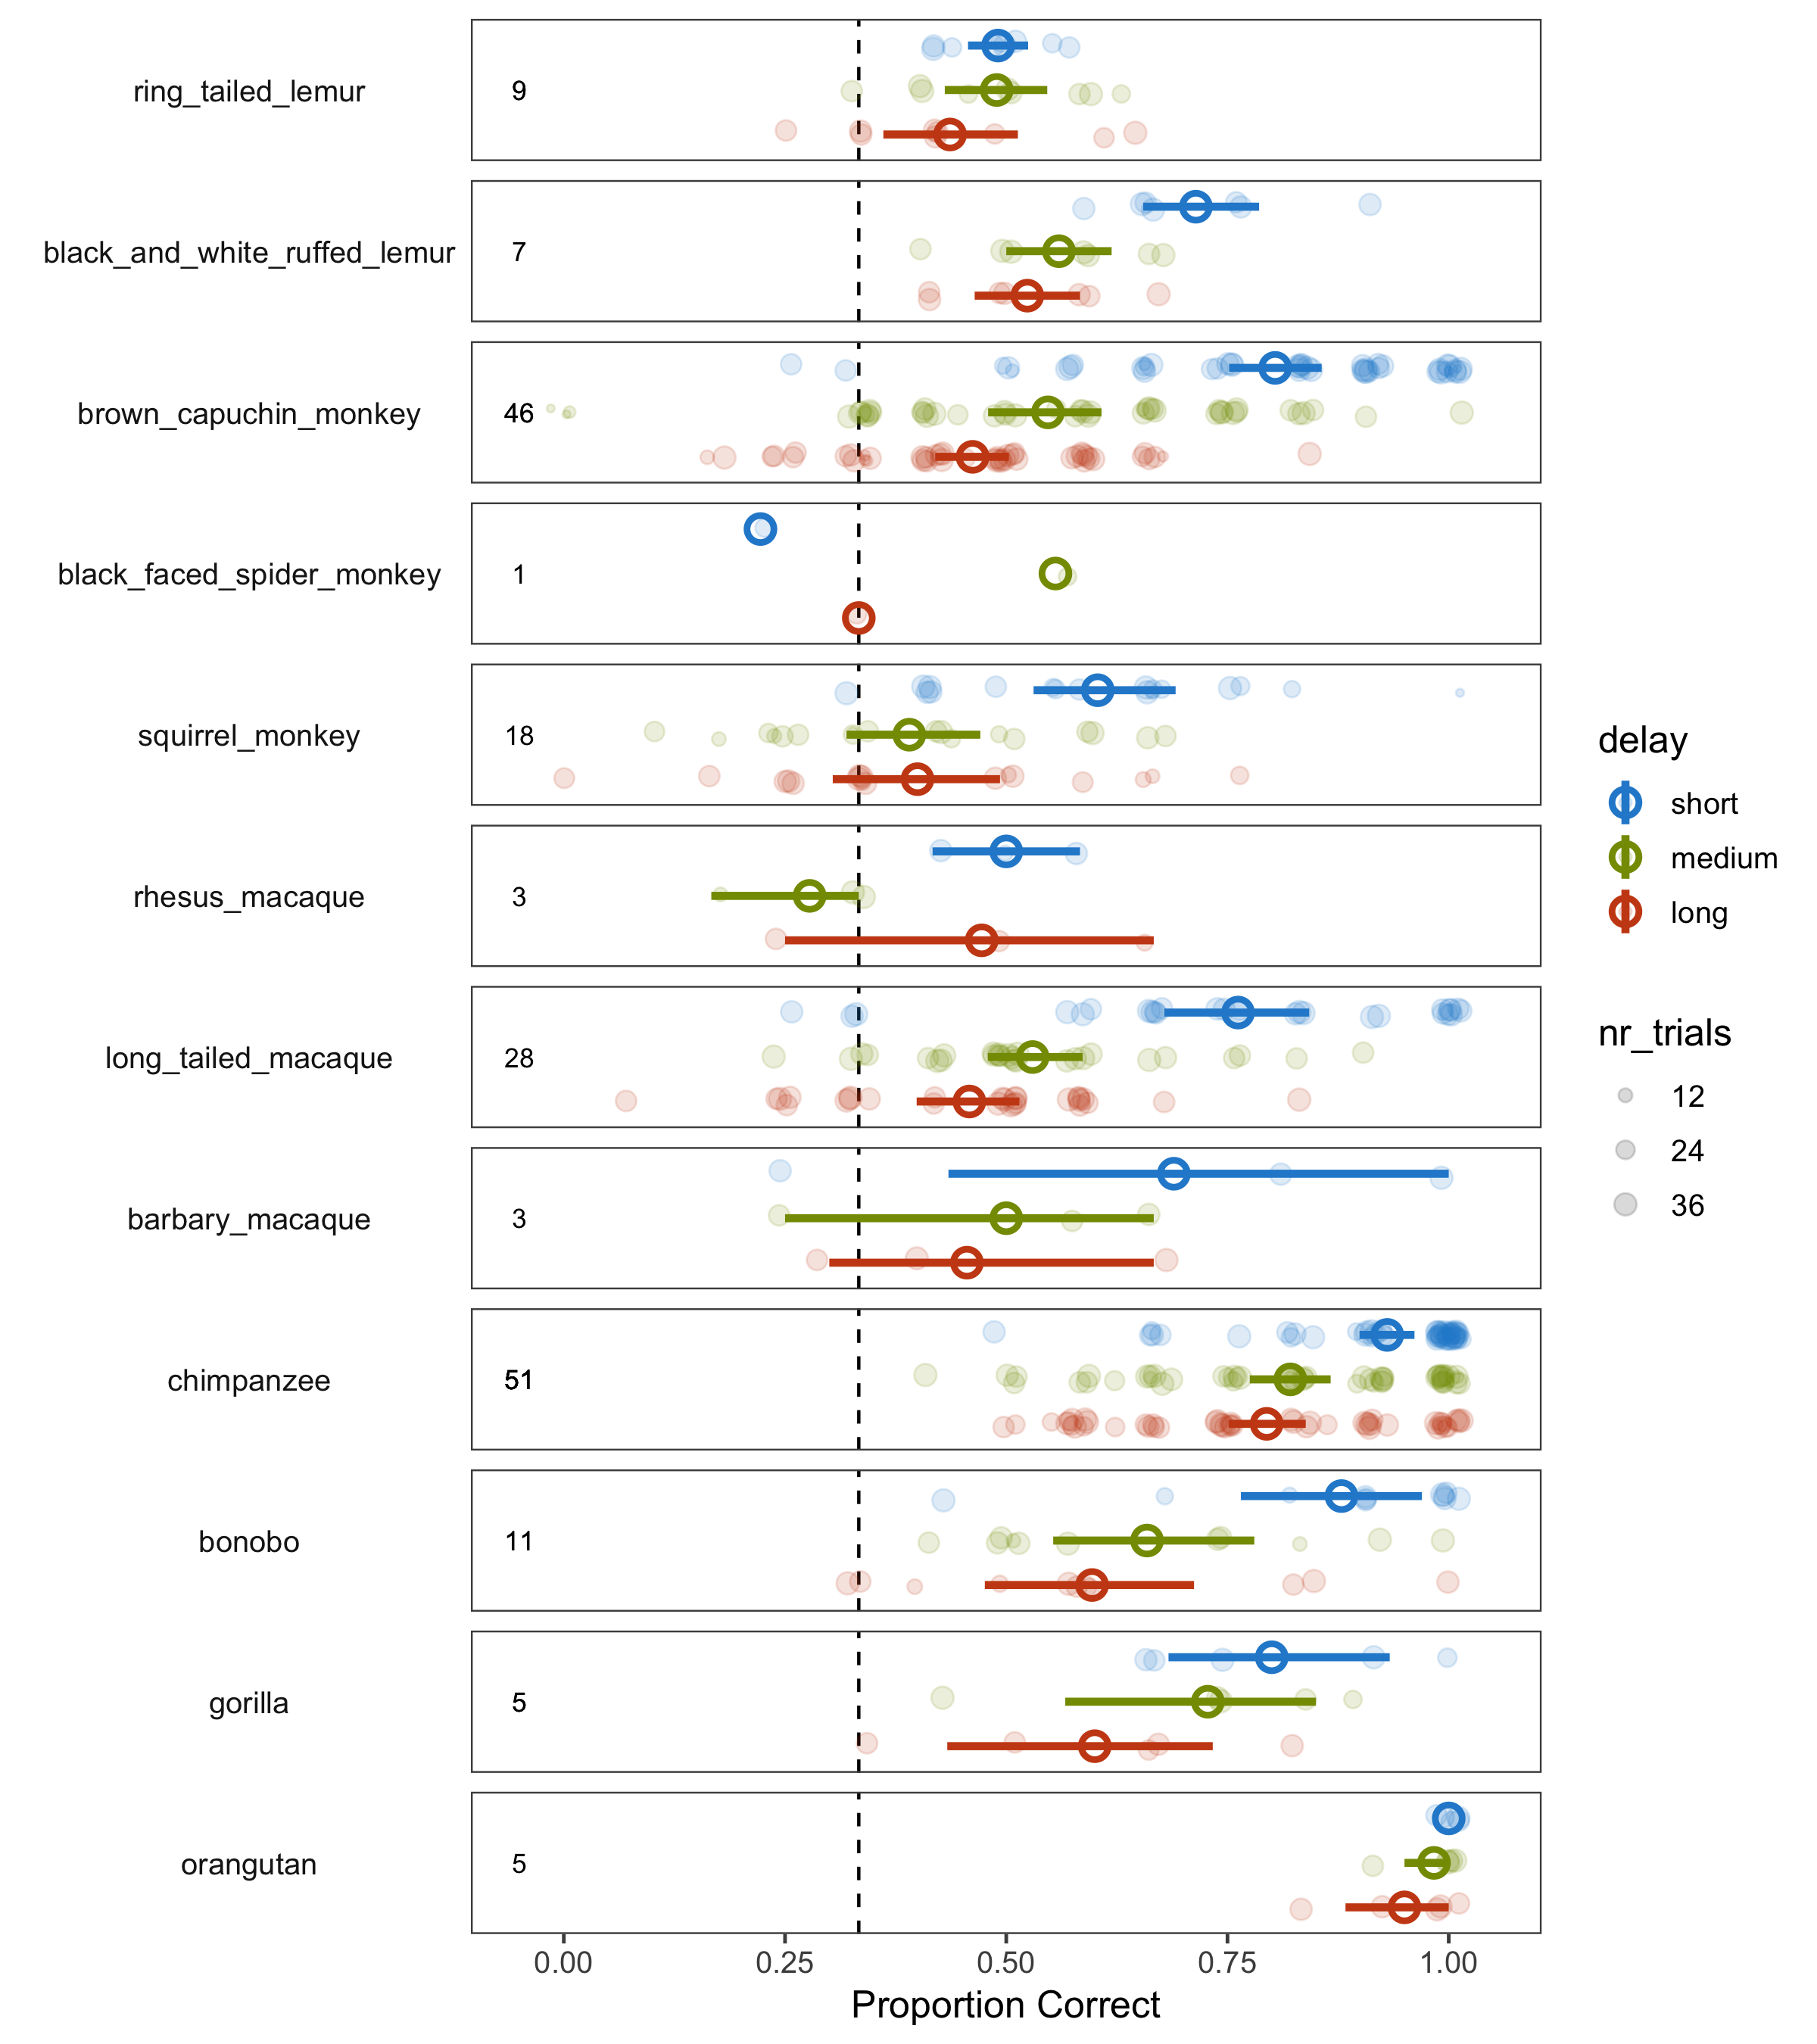 ring_tailed_lemur 9
black_and_white_ruffed_lemur 7
brown_capuchin_monkey 46
black_faced_spider_monkey 1
squirrel_monkey 18
rhesus_macaque 3
long_tailed_macaque 28
barbary_macaque 3
chimpanzee 51
bonobo 11
gorilla 5
orangutan 5
0.00 0.25 0.50 0.75 1.00
Proportion Correct
delay
short
medium
long
nr_trials
12
24
36